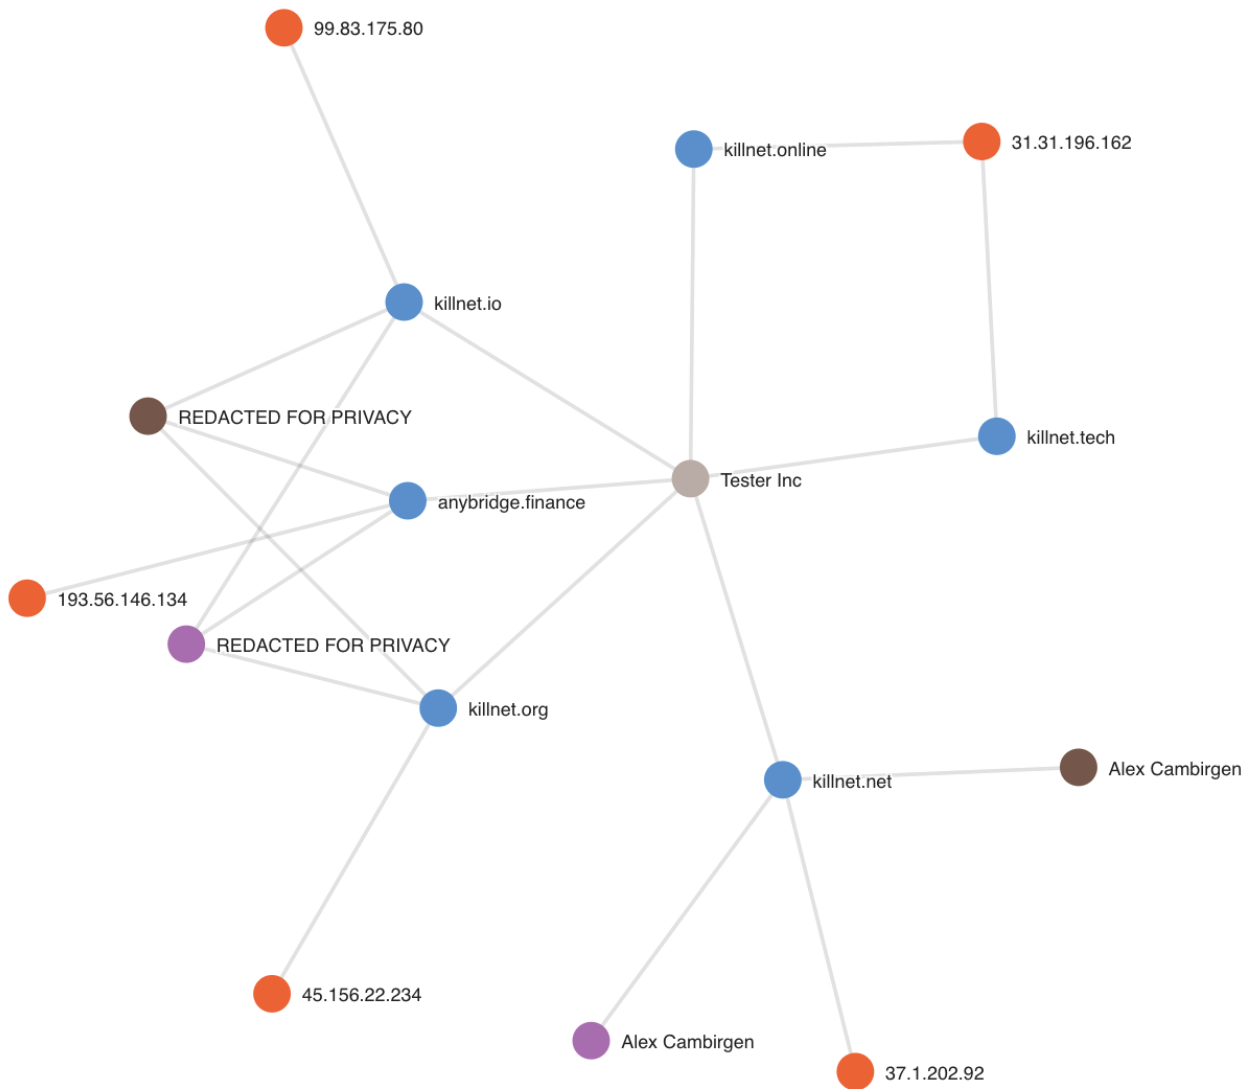 99.83.175.80
killnet.online
31.31.196.162
killnet.io
REDACTED FOR PRIVACY
killnet.tech
Tester Inc
anybridge.finance
193.56.146.134
REDACTED FOR PRIVACY
killnet.org
Alex Cambirgen
killnet.net
45.156.22.234
Alex Cambirgen
37.1.202.92